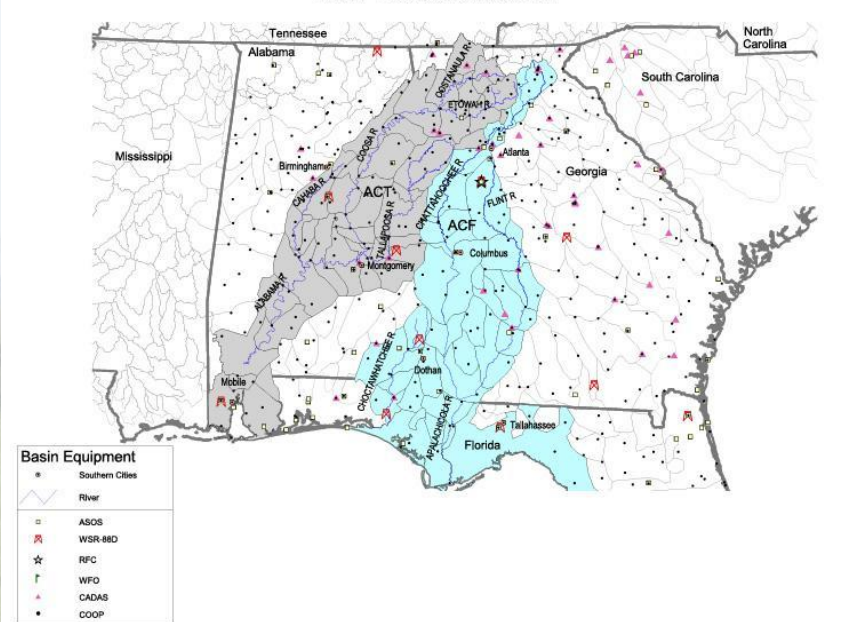 Tennessee
North
Carolina
Alabama
South Carolina
OOSTANAULA R
ETOWAH R
Mississippi
COOSA R
Birmingham
Atlanta
Georgia
CAHABA R
ACT
CHATTAHOOCHEE R
FLINT R
TALLAPOOSA R
ACF
Columbus
Montgomery
ALABAMA R
CHOCTAWHATCHEE R
Dothan
Mobile
APALACHICOLA R
Tallahassee
Florida
Basin Equipment
Southern Cities
River
ASOS
WSR-88D
RFC
WFO
CADAS
COOP